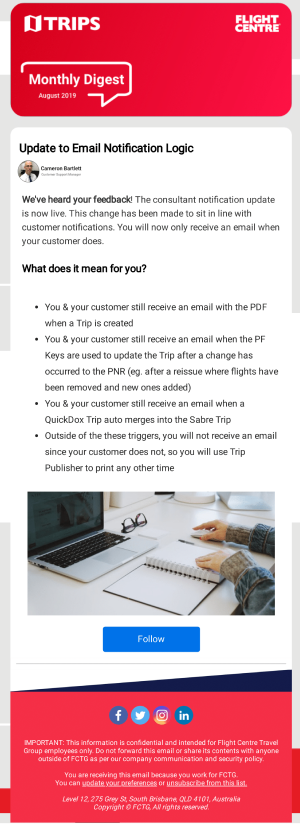 TRIPS
FLIGHT
CENTRE
Monthly Digest
August 2019
Update to Email Notification Logic
Cameron Bartlett
Customer Support Manager
We've heard your feedback! The consultant notification update
is now live. This change has been made to sit in line with
customer notifications. You will now only receive an email when
your customer does.
What does it mean for you?
• You & your customer still receive an email with the PDF
when a Trip is created
• You & your customer still receive an email when the PF
Keys are used to update the Trip after a change has
occurred to the PNR (eg. after a reissue where flights have
been removed and new ones added)
• You & your customer still receive an email when a
QuickDox Trip auto merges into the Sabre Trip
• Outside of the these triggers, you will not receive an email
since your customer does not, so you will use Trip
Publisher to print any other time
Follow
IMPORTANT: This information is confidential and intended for Flight Centre Travel
Group employees only. Do not forward this email or share its contents with anyone
outside of FCTG as per our company communication and security policy.
You are receiving this email because you work for FCTG.
You can update your preferences or unsubscribe from this list.
Level 12, 275 Grey St, South Brisbane, QLD 4101, Australia
Copyright © FCTG, All rights reserved.